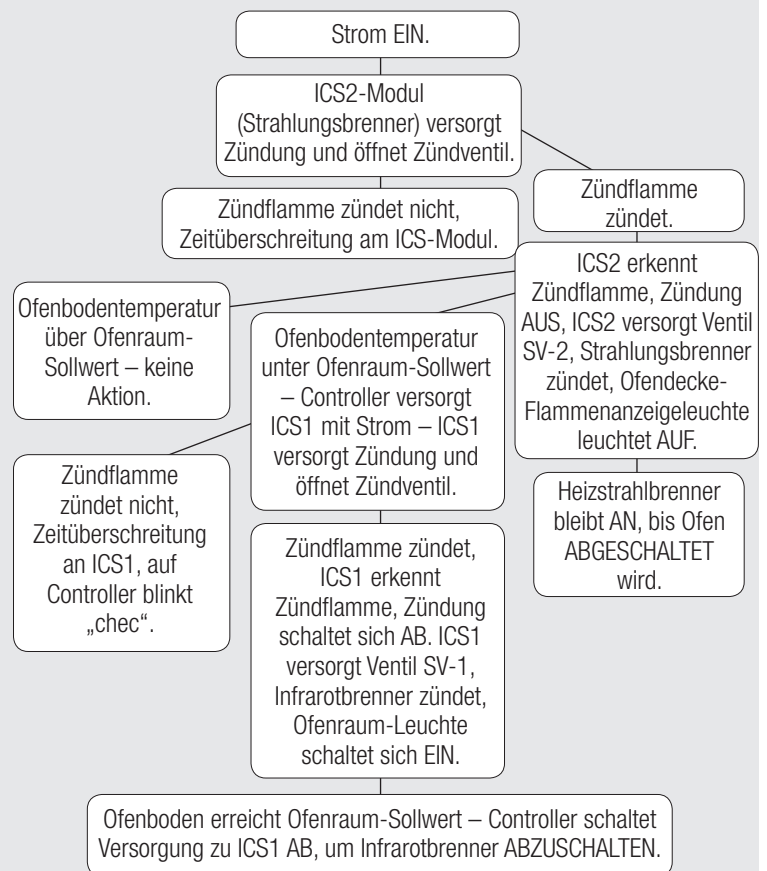 Strom EIN.
ICS2-Modul
(Strahlungsbrenner) versorgt
Zündung und öffnet Zündventil.
Zündflamme zündet nicht,
Zeitüberschreitung am ICS-Modul.
Zündflamme
zündet.
ICS2 erkennt
Zündflamme, Zündung
AUS, ICS2 versorgt Ventil
SV-2, Strahlungsbrenner
zündet, Ofendecke-
Flammenanzeigeleuchte
leuchtet AUF.
Ofenbodentemperatur
über Ofenraum-
Sollwert – keine
Aktion.
Ofenbodentemperatur
unter Ofenraum-Sollwert
– Controller versorgt
ICS1 mit Strom – ICS1
versorgt Zündung und
öffnet Zündventil.
Zündflamme
zündet nicht,
Zeitüberschreitung
an ICS1, auf
Controller blinkt
„chec“.
Heizstrahlbrenner
bleibt AN, bis Ofen
ABGESCHALTET
wird.
Zündflamme zündet,
ICS1 erkennt
Zündflamme, Zündung
schaltet sich AB. ICS1
versorgt Ventil SV-1,
Infrarotbrenner zündet,
Ofenraum-Leuchte
schaltet sich EIN.
Ofenboden erreicht Ofenraum-Sollwert – Controller schaltet
Versorgung zu ICS1 AB, um Infrarotbrenner ABZUSCHALTEN.